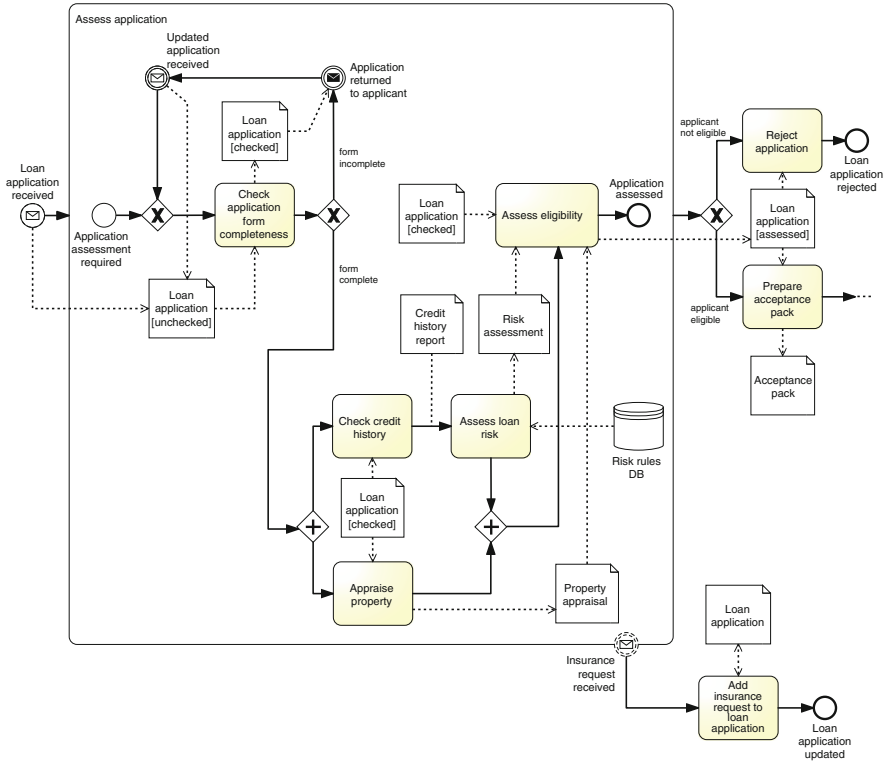 Assess application
Updated
application
received
Application
returned
to applicant
Loan
application
[checked]
form
incomplete
Loan
application
received
Application
assessment
required
Check
application
form
completeness
Loan
application
[unchecked]
form
complete
Loan
application
[checked]
Assess eligibility
Application
assessed
applicant
not eligible
Reject
application
Loan
application
rejected
Loan
application
[assessed]
applicant
eligible
Prepare
acceptance
pack
Acceptance
pack
Credit
history
report
Risk
assessment
Check credit
history
Assess loan
risk
Risk rules
DB
Loan
application
[checked]
Appraise
property
Property
appraisal
Insurance
request
received
Loan
application
Add
insurance
request to
loan
application
Loan
application
updated